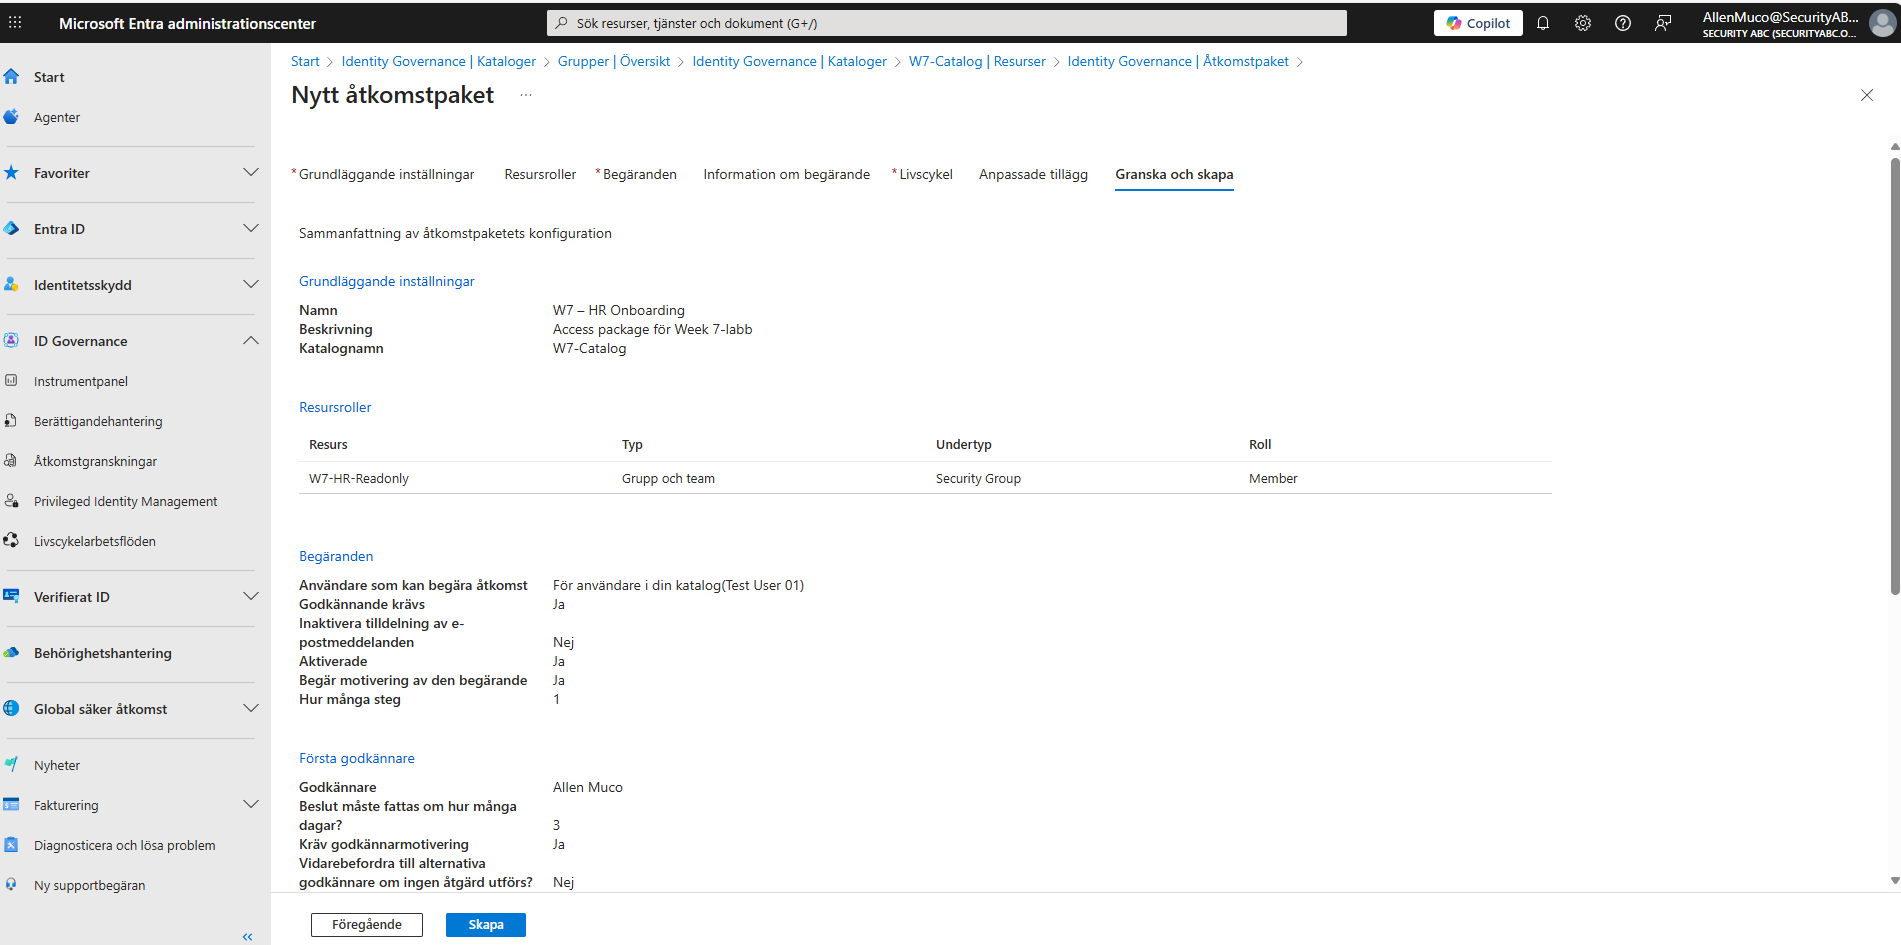 Microsoft Entra administrationscenter
Sök resurser, tjänster och dokument (G+/)
Copilot
AllenMuco@SecurityAB...
SECURITY ABC (SECURITYABC.O...
Start
Agenter
Favoriter
Entra ID
Identitetsskydd
ID Governance
Instrumentpanel
Berättigandehantering
Åtkomstgranskningar
Privileged Identity Management
Livscykelarbetsflöden
Verifierat ID
Behörighetshantering
Global säker åtkomst
Nyheter
Fakturering
Diagnosticera och lösa problem
Ny supportbegäran
«
Start > Identity Governance | Kataloger > Grupper | Översikt > Identity Governance | Kataloger > W7-Catalog | Resurser > Identity Governance | Åtkomstpaket >
Nytt åtkomstpaket ...
* Grundläggande inställningar Resursroller * Begäranden Information om begärande * Livscykel Anpassade tillägg Granska och skapa
Sammanfattning av åtkomstpaketets konfiguration
Grundläggande inställningar
Namn W7 – HR Onboarding
Beskrivning Access package för Week 7-labb
Katalognamn W7-Catalog
Resursroller
Resurs Typ Undertyp Roll
W7-HR-Readonly Grupp och team Security Group Member
Begäranden
Användare som kan begära åtkomst För användare i din katalog(Test User 01)
Godkännande krävs Ja
Inaktivera tilldelning av e-
postmeddelanden Nej
Aktiverade Ja
Begär motivering av den begärande Ja
Hur många steg 1
Första godkännare
Godkännare Allen Muco
Beslut måste fattas om hur många
dagar? 3
Kräv godkännarmotivering Ja
Vidarebefordra till alternativa
godkännare om ingen åtgärd utförs? Nej
Föregående Skapa